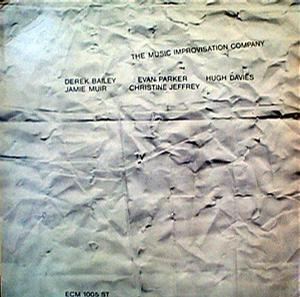 THE MUSIC IMPROVISATION COMPANY
DEREK BAILEY EVAN PARKER HUGH DAVIES
JAMIE MUIR CHRISTINE JEFFREY
ECM 1005 ST